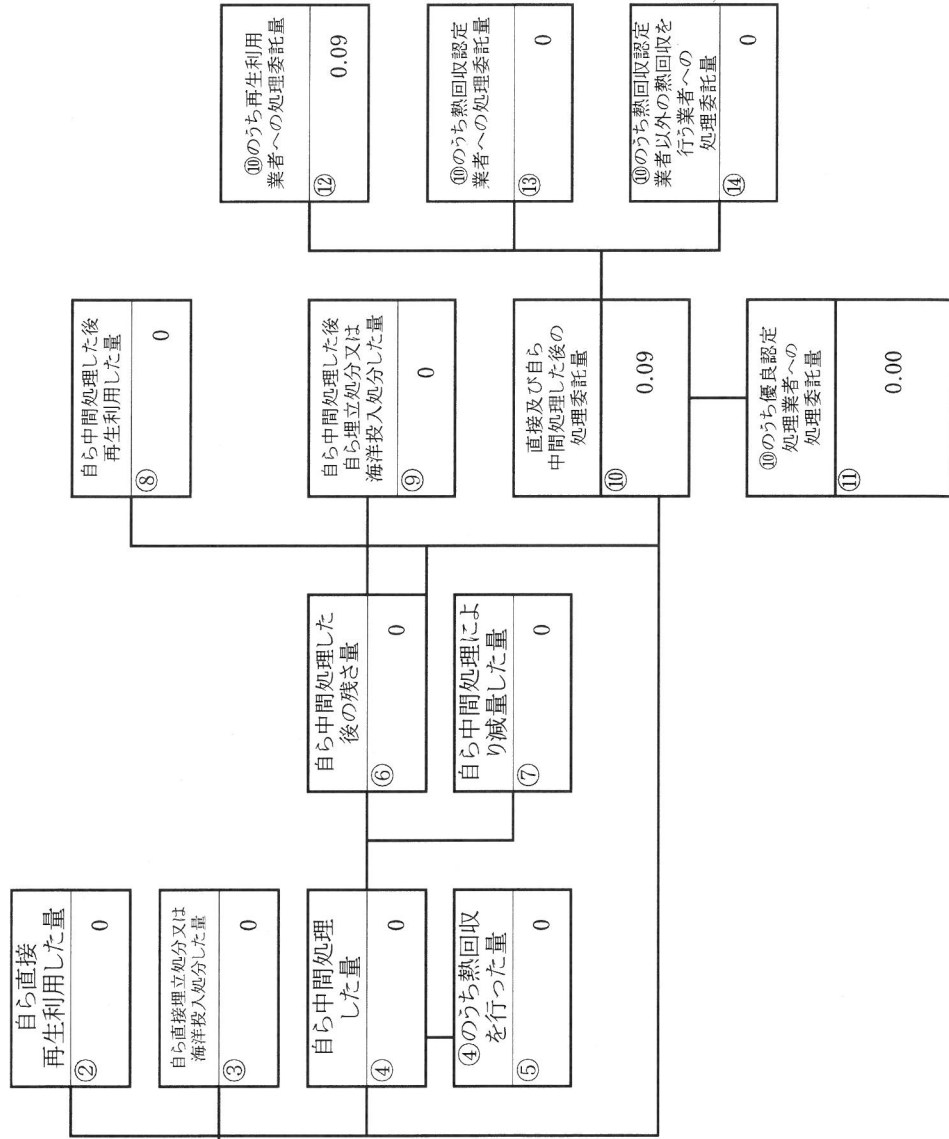 自ら直接
再生利用した量
② 0
自ら直接埋立処分又は
海洋投入処分した量
③ 0
自ら中間処理
した量
④ 0
④のうち熱回収
を行った量
⑤ 0
自ら中間処理した
後の残さ量
⑥ 0
自ら中間処理によ
り減量した量
⑦ 0
自ら中間処理した後
再生利用した量
⑧ 0
自ら中間処理した後
自ら埋立処分又は
海洋投入処分した量
⑨ 0
直接及び自ら
中間処理した後の
処理委託量
⑩ 0.09
⑩のうち優良認定
処理業者への
処理委託量
⑪ 0.00
⑩のうち再生利用
業者への処理委託量
⑫ 0.09
⑩のうち熱回収認定
業者への処理委託量
⑬ 0
⑩のうち熱回収認定
業者以外の熱回収を
行う業者への
処理委託量
⑭ 0